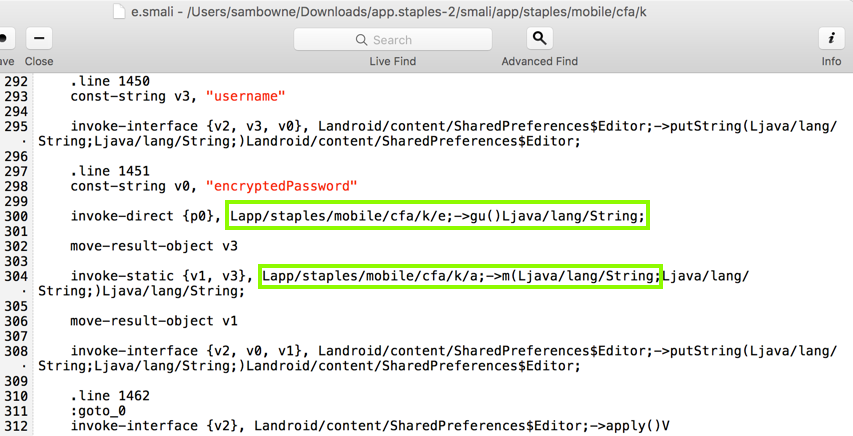 e.smali - /Users/sambowne/Downloads/app.staples-2/smali/app/staples/mobile/cfa/k
Search
ave Close Live Find Advanced Find Info
292 .line 1450
293 const-string v3, "username"
294
295 invoke-interface {v2, v3, v0}, Landroid/content/SharedPreferences$Editor;->putString(Ljava/lang/
String;Ljava/lang/String;)Landroid/content/SharedPreferences$Editor;
296
297 .line 1451
298 const-string v0, "encryptedPassword"
299
300 invoke-direct {p0}, Lapp/staples/mobile/cfa/k/e;->gu()Ljava/lang/String;
301
302 move-result-object v3
303
304 invoke-static {v1, v3}, Lapp/staples/mobile/cfa/k/a;->m(Ljava/lang/String;Ljava/lang/
String;)Ljava/lang/String;
305
306 move-result-object v1
307
308 invoke-interface {v2, v0, v1}, Landroid/content/SharedPreferences$Editor;->putString(Ljava/lang/
String;Ljava/lang/String;)Landroid/content/SharedPreferences$Editor;
309
310 .line 1462
311 :goto_0
312 invoke-interface {v2}, Landroid/content/SharedPreferences$Editor;->apply()V